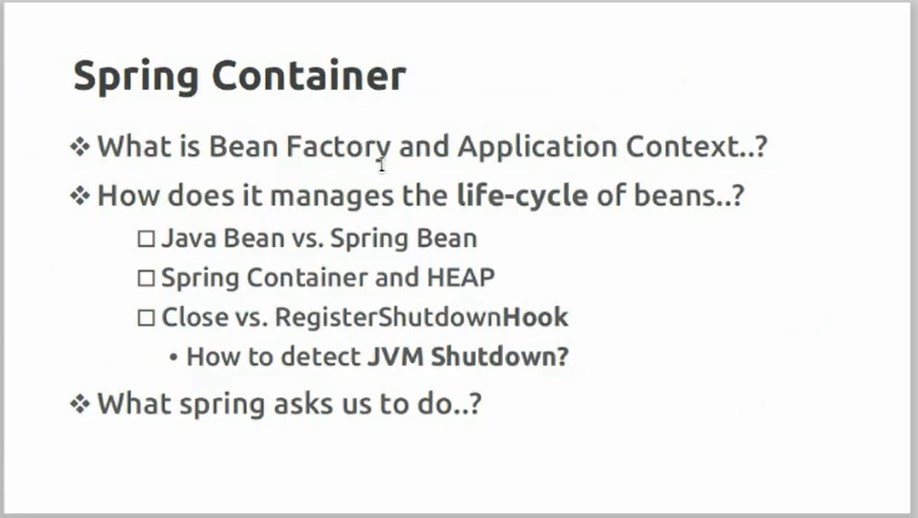 Spring Container
❖ What is Bean Factory and Application Context..?
❖ How does it manages the life-cycle of beans..?
☐ Java Bean vs. Spring Bean
☐ Spring Container and HEAP
☐ Close vs. RegisterShutdownHook
• How to detect JVM Shutdown?
❖ What spring asks us to do..?